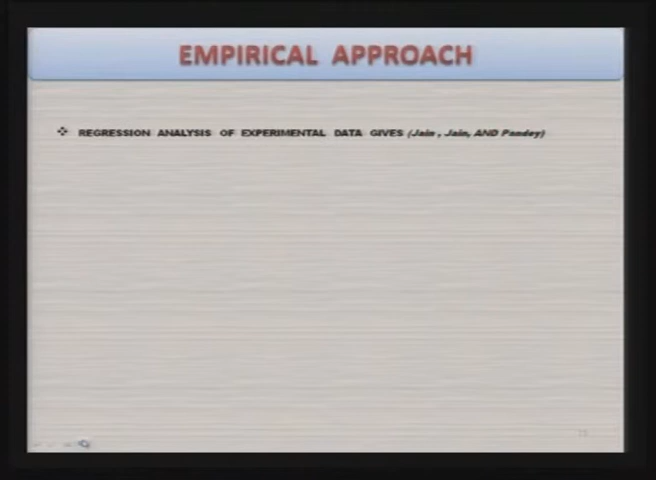 EMPIRICAL APPROACH
❖ REGRESSION ANALYSIS OF EXPERIMENTAL DATA GIVES (Jain , Jain, AND Pandey)